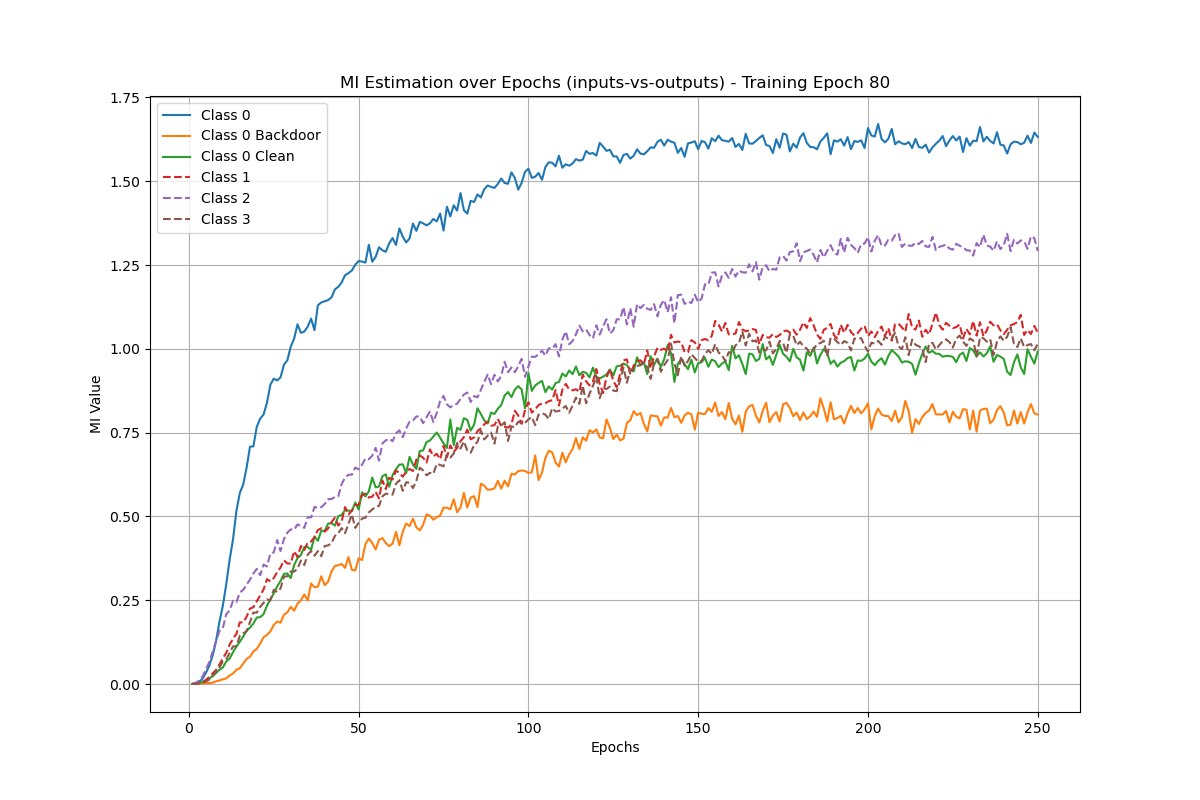 MI Estimation over Epochs (inputs-vs-outputs) - Training Epoch 80
1.75
1.50
1.25
1.00
0.75
0.50
0.25
0.00
MI Value
Class 0
Class 0 Backdoor
Class 0 Clean
Class 1
Class 2
Class 3
0 50 100 150 200 250
Epochs